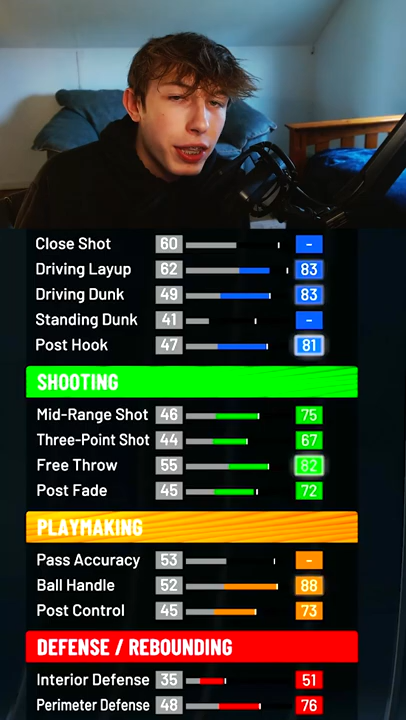 Close Shot 60 -
Driving Layup 62 83
Driving Dunk 49 83
Standing Dunk 41 -
Post Hook 47 81
SHOOTING
Mid-Range Shot 46 75
Three-Point Shot 44 67
Free Throw 55 82
Post Fade 45 72
PLAYMAKING
Pass Accuracy 53 -
Ball Handle 52 88
Post Control 45 73
DEFENSE / REBOUNDING
Interior Defense 35 51
Perimeter Defense 48 76